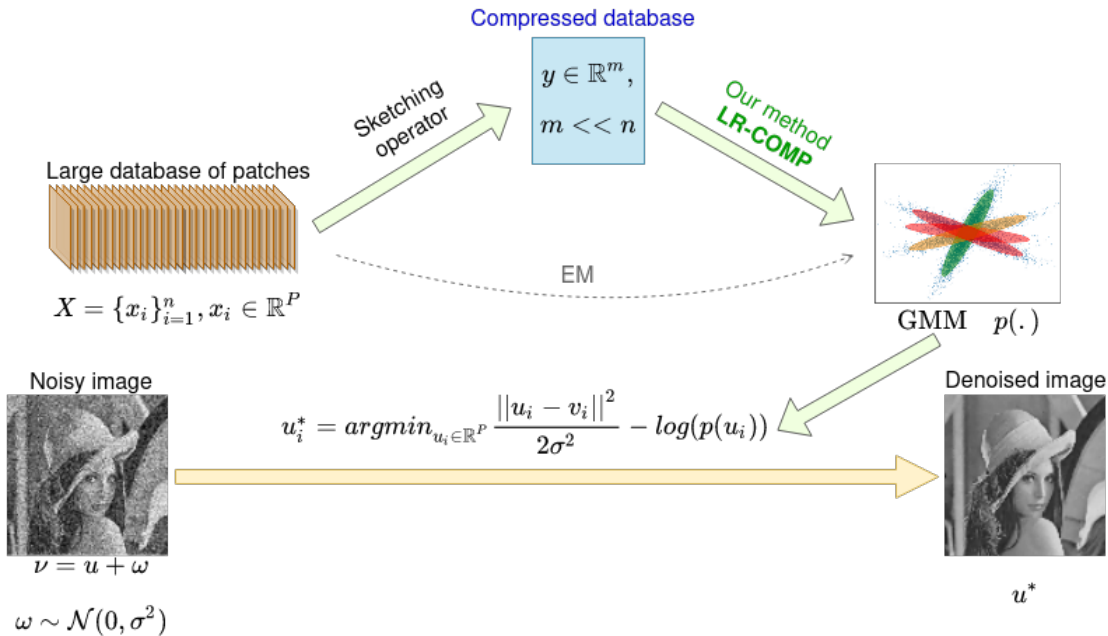 Compressed database
y ∈ ℝ^m,
m << n
Sketching
operator
Our method
LR-COMP
Large database of patches
X = {x_i}_{i=1}^n, x_i ∈ ℝ^P
EM
GMM p(.)
Noisy image
u_i^* = argmin_{u_i∈ℝ^P} \frac{||u_i − v_i||^2}{2σ^2} − log(p(u_i))
Denoised image
ν = u + ω
ω ∼ 𝒩(0, σ^2)
u^*